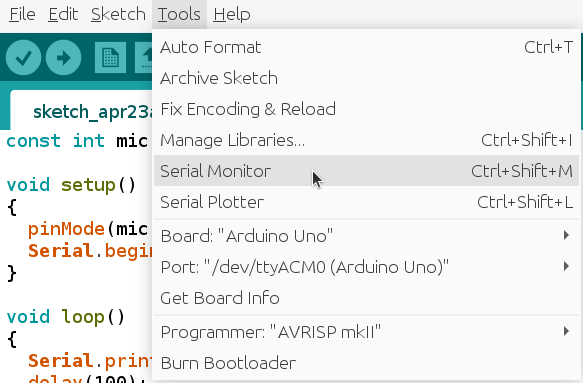 File Edit Sketch Tools Help
Auto Format Ctrl+T
Archive Sketch
Fix Encoding & Reload
Manage Libraries... Ctrl+Shift+I
Serial Monitor Ctrl+Shift+M
Serial Plotter Ctrl+Shift+L
Board: "Arduino Uno"
Port: "/dev/ttyACM0 (Arduino Uno)"
Get Board Info
Programmer: "AVRISP mkII"
Burn Bootloader
sketch_apr23a
const int mic
void setup()
{
pinMode(mic
Serial.begin
}
void loop()
{
Serial.print
delay(100);